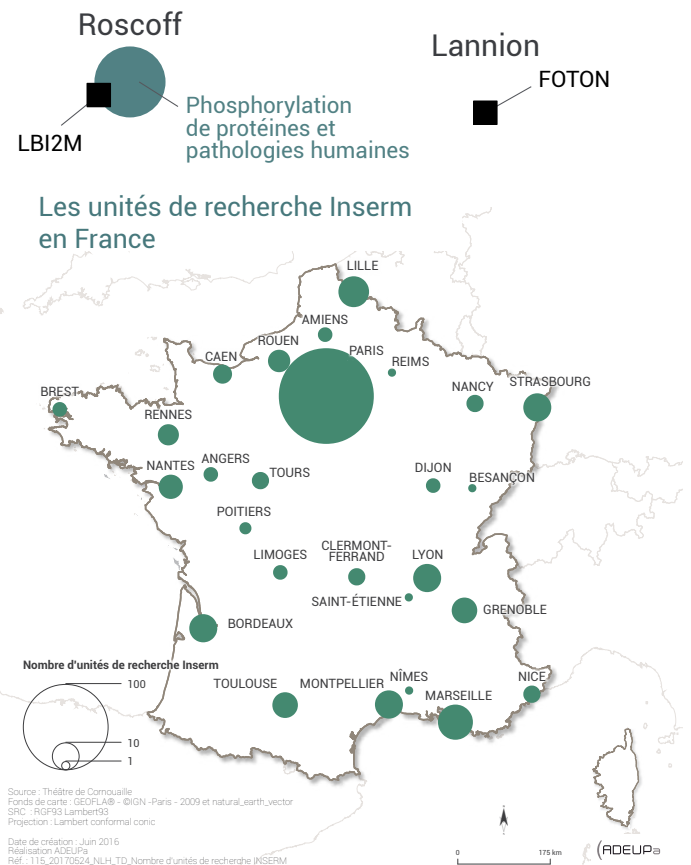 Roscoff
Lannion
FOTON
LBI2M
Phosphorylation
de protéines et
pathologies humaines
Les unités de recherche Inserm
en France
LILLE
AMIENS
ROUEN
PARIS
CAEN
REIMS
NANCY
STRASBOURG
BREST
RENNES
NANTES
ANGERS
TOURS
DIJON
BESANÇON
POITIERS
LIMOGES
CLERMONT-
FERRAND
LYON
SAINT-ÉTIENNE
GRENOBLE
BORDEAUX
Nombre d'unités de recherche Inserm
100
10
1
TOULOUSE
MONTPELLIER
NÎMES
MARSEILLE
NICE
Source : Théâtre de Cornouaille
Fonds de carte : GEOFLA® - ©IGN -Paris - 2009 et natural_earth_vector
SRC : RGF93 Lambert93
Projection : Lambert conformal conic
Date de création : Juin 2016
Réalisation ADEUPa
Réf. : 115_20170524_NLH_TD_Nombre d'unités de recherche INSERM
0 175 km
ADEUPa